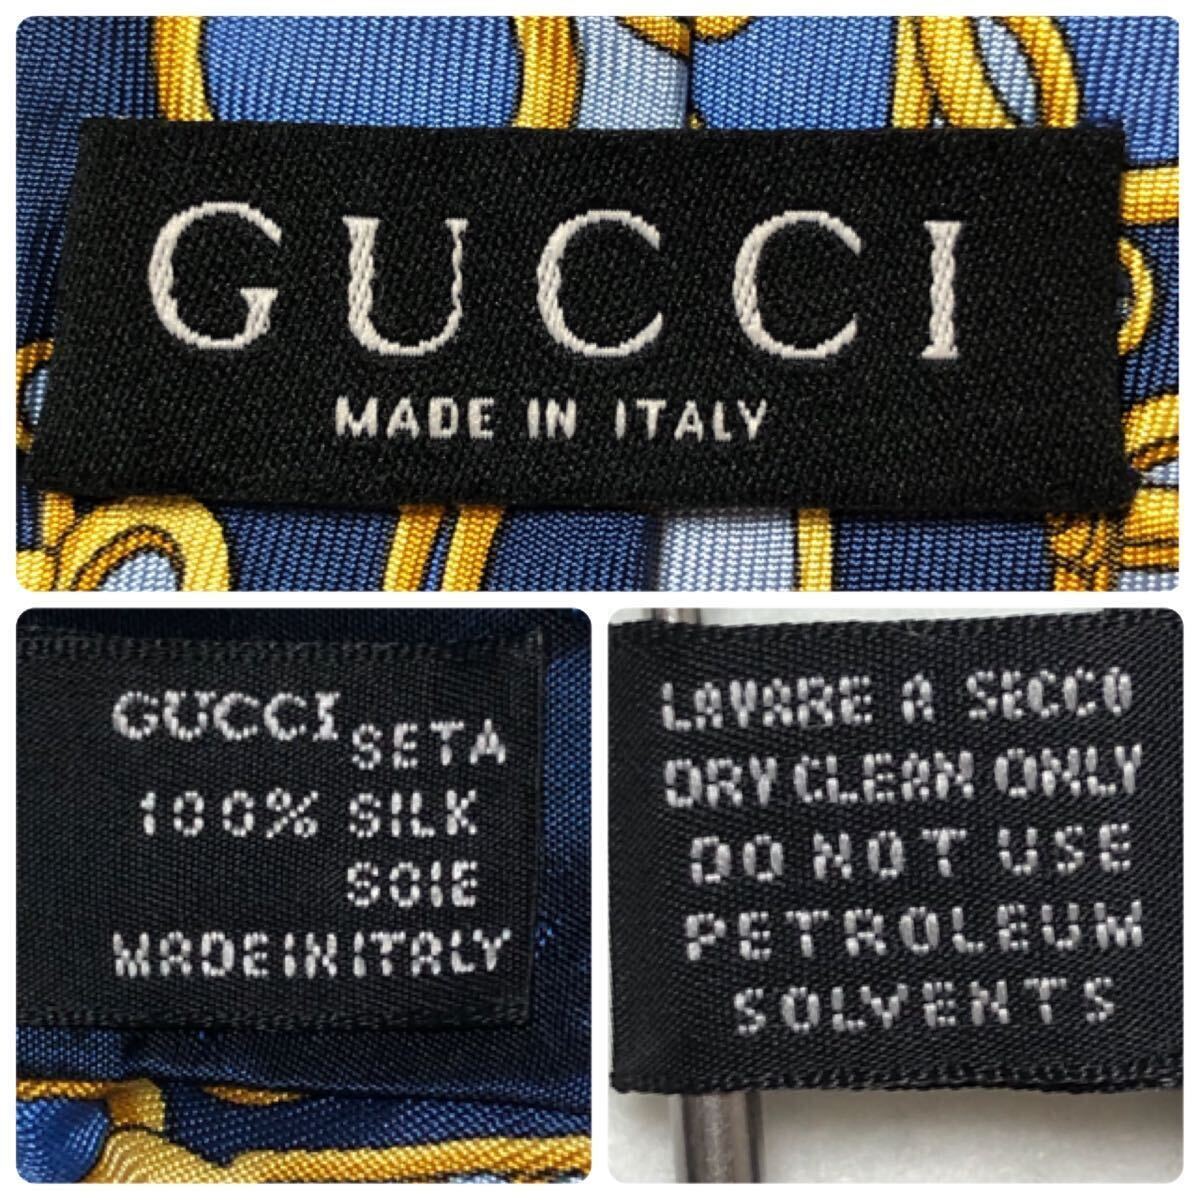 GUCCI
MADE IN ITALY
GUCCI SETA
100% SILK
SOIE
MADE IN ITALY
LAVARE A SECCO
DRY CLEAN ONLY
DO NOT USE
PETROLEUM
SOLVENTS